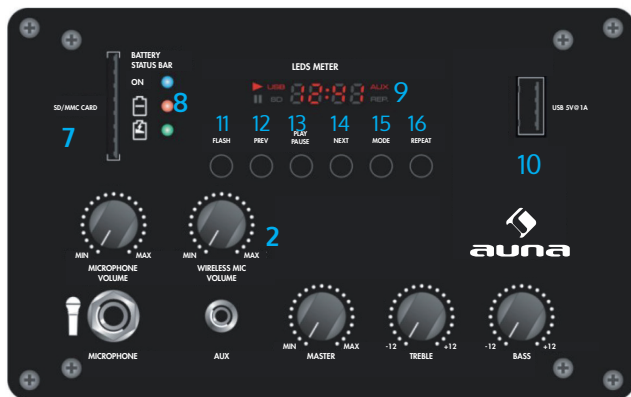 BATTERY
STATUS BAR
ON
SD/MMC CARD
7
8
LEDS METER
USB 12:41 AUX
SD REP.
9
11 12 13 14 15 16
FLASH PREV PLAY PAUSE NEXT MODE REPEAT
USB 5V@1A
10
auna
MIN MAX
MICROPHONE
VOLUME
MIN MAX
WIRELESS MIC
VOLUME
2
MICROPHONE
AUX
MIN MAX
MASTER
-12 +12
TREBLE
-12 +12
BASS